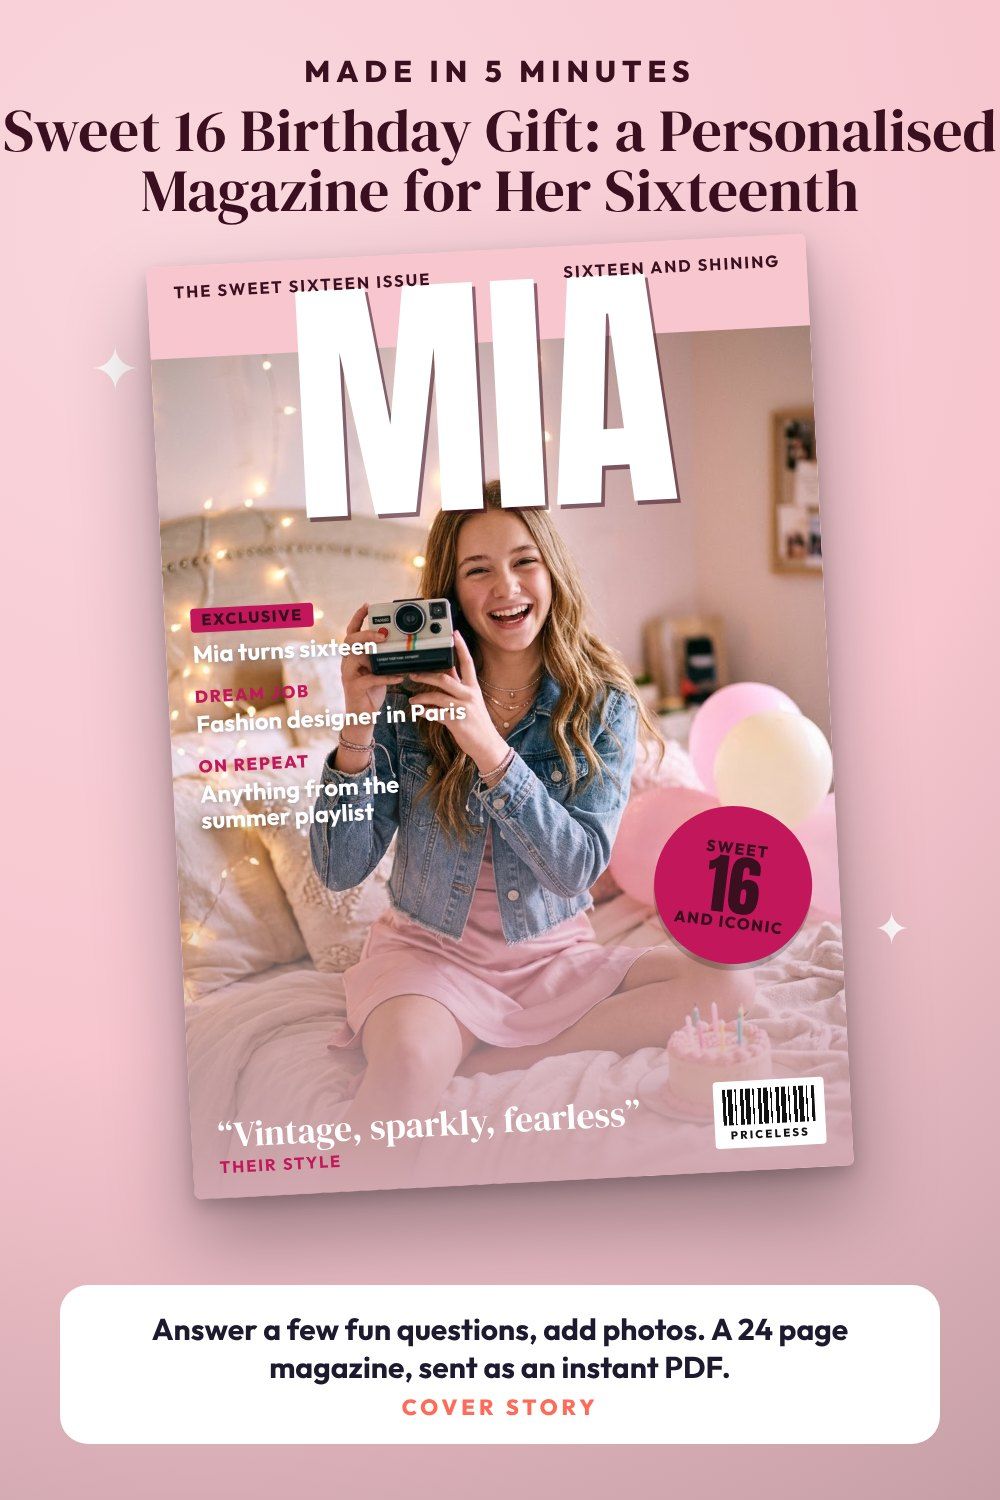 MADE IN 5 MINUTES
Sweet 16 Birthday Gift: a Personalised
Magazine for Her Sixteenth
THE SWEET SIXTEEN ISSUE
SIXTEEN AND SHINING
MIA
EXCLUSIVE
Mia turns sixteen
DREAM JOB
Fashion designer in Paris
ON REPEAT
Anything from the
summer playlist
SWEET
16
AND ICONIC
“Vintage, sparkly, fearless”
THEIR STYLE
PRICELESS
Answer a few fun questions, add photos. A 24 page
magazine, sent as an instant PDF.
COVER STORY